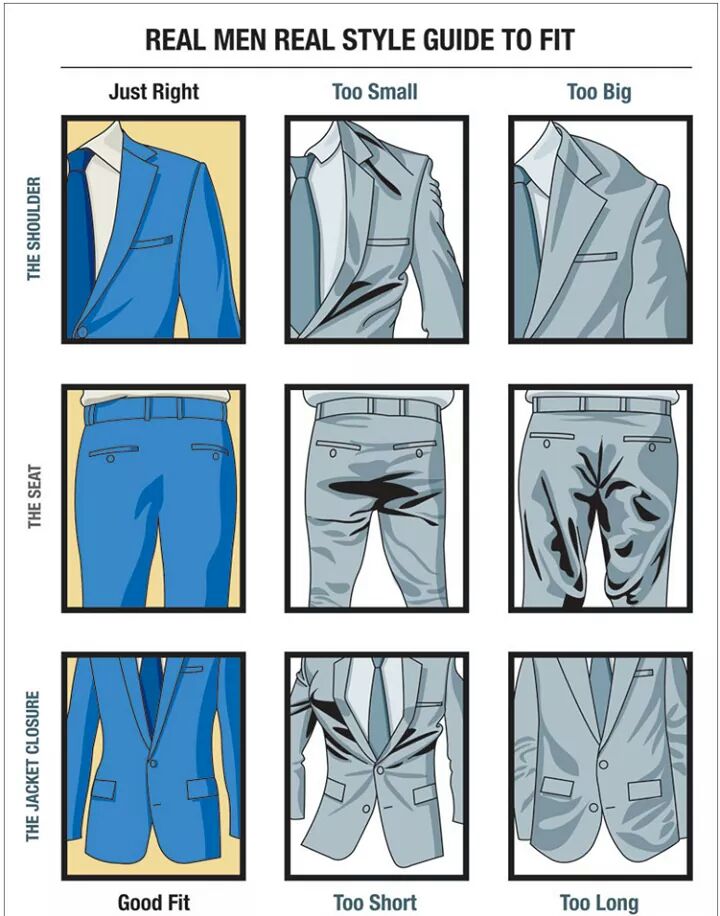 REAL MEN REAL STYLE GUIDE TO FIT
Just Right
Too Small
Too Big
THE SHOULDER
THE SEAT
THE JACKET CLOSURE
Good Fit
Too Short
Too Long